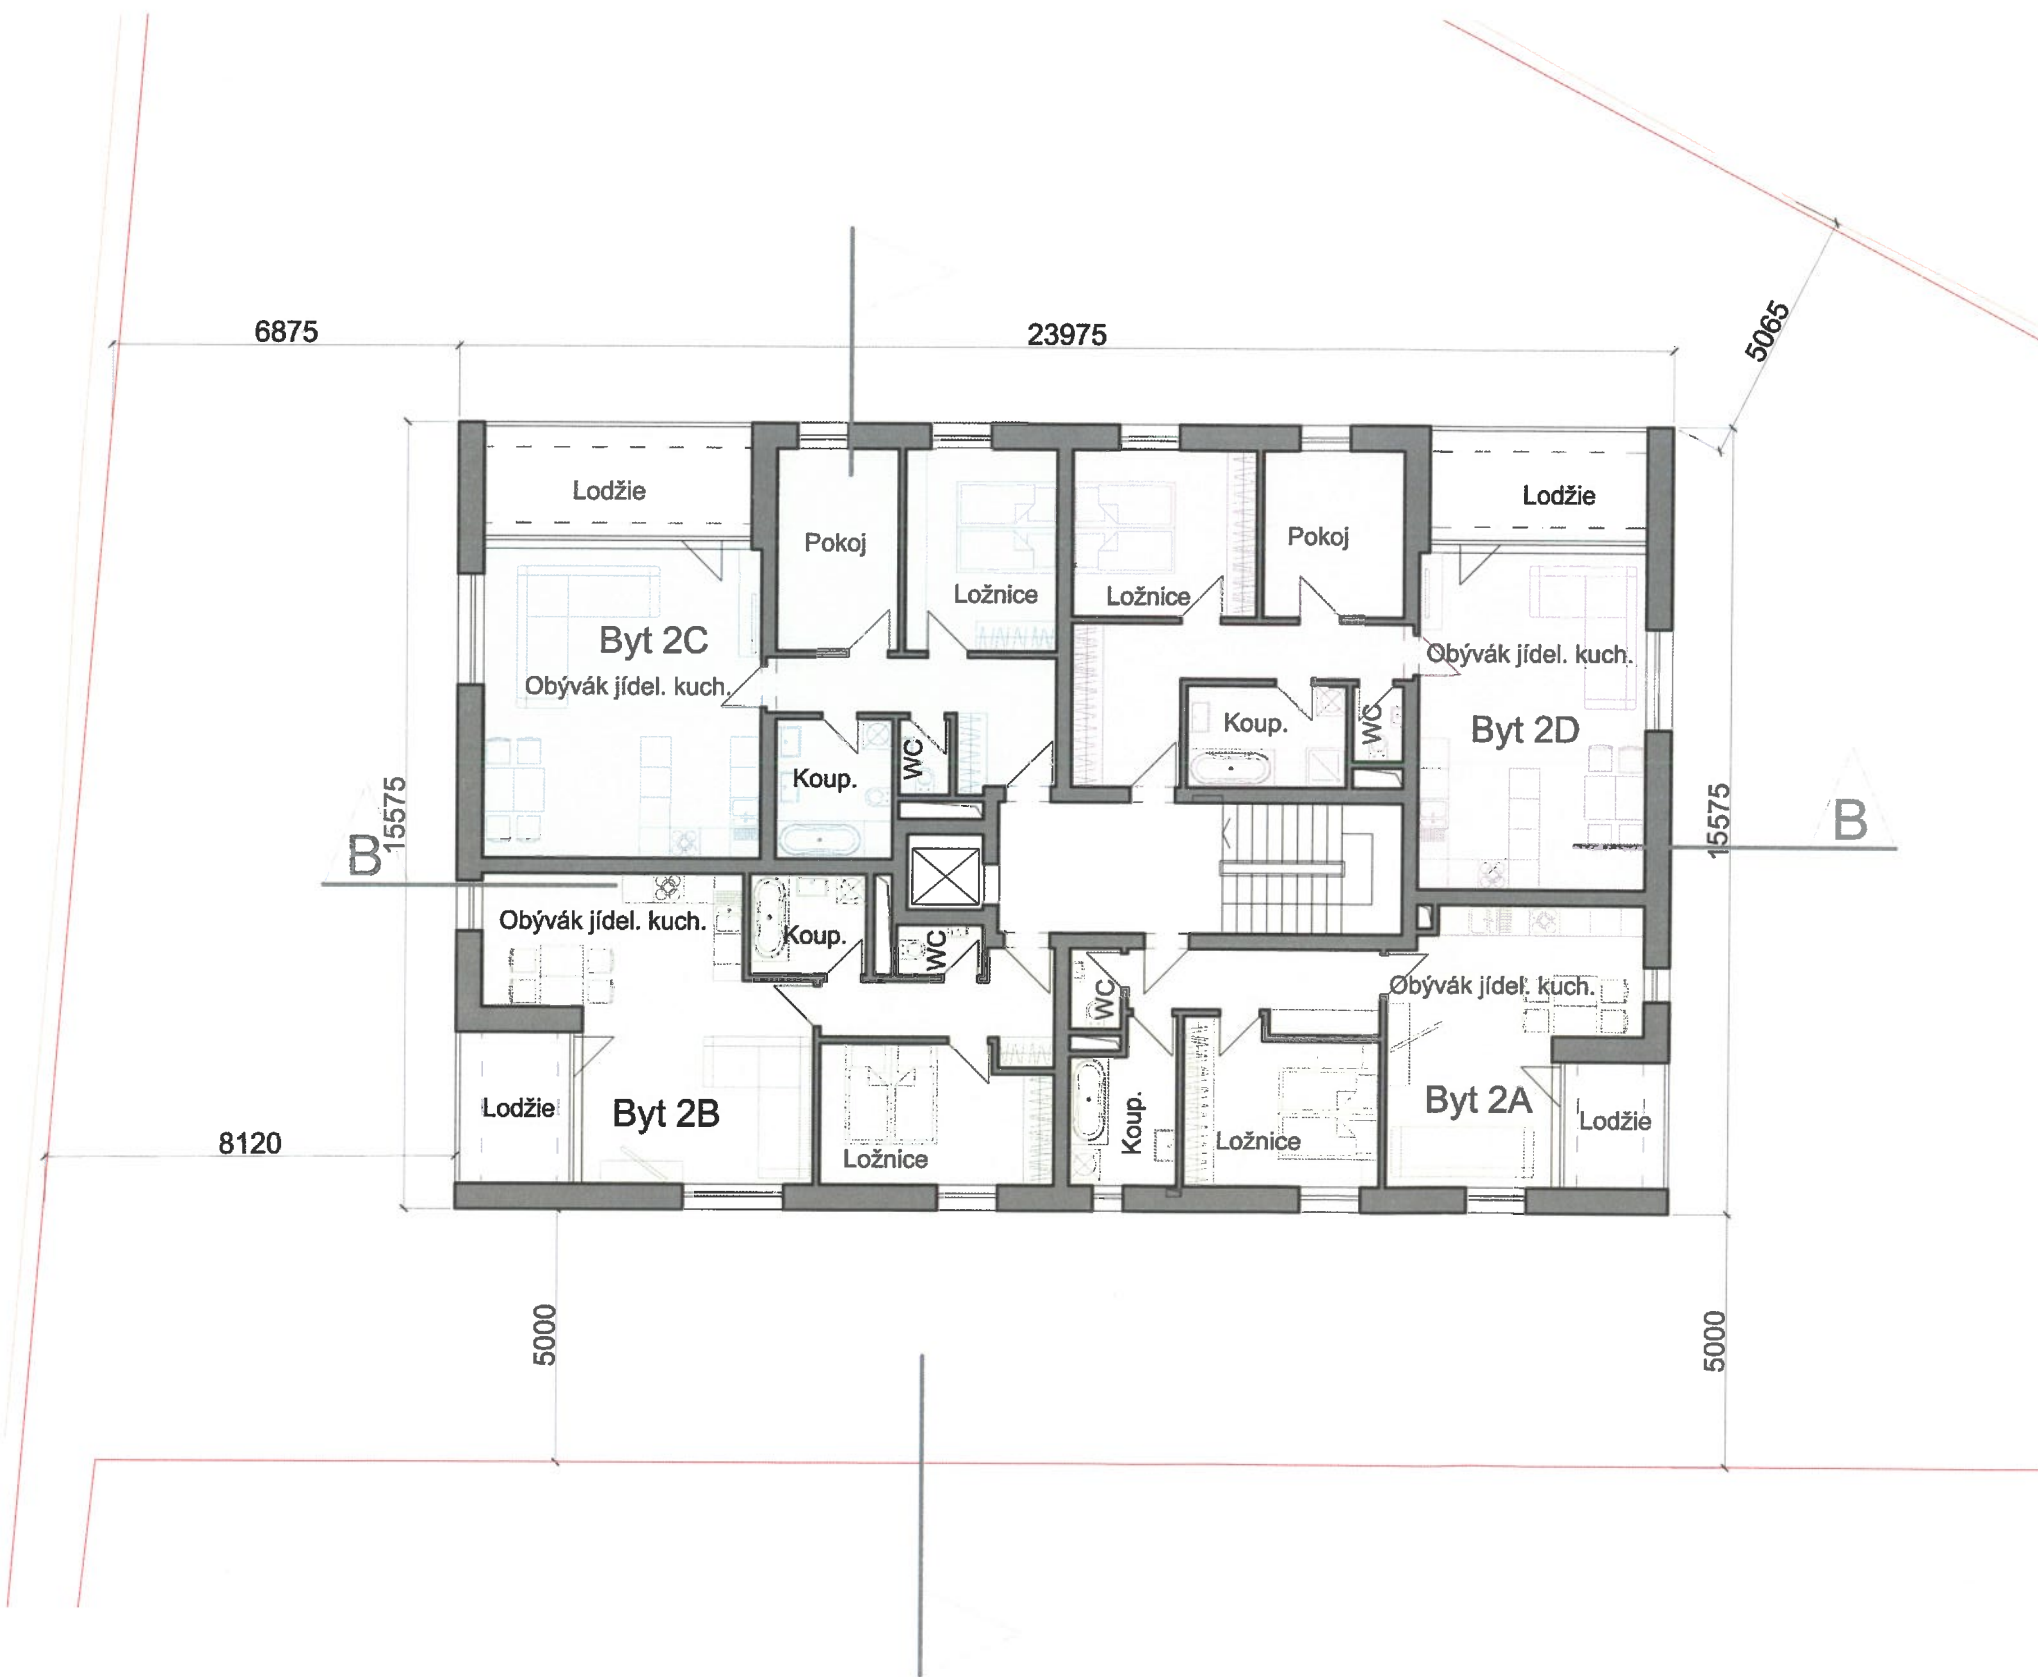 6875
23975
5065
Lodžie
Lodžie
Pokoj
Pokoj
Ložnice
Ložnice
Byt 2C
Obývák jídel. kuch.
Obývák jídel. kuch.
Byt 2D
Koup.
WC
Koup.
WC
15575
15575
B
B
Obývák jídel. kuch.
Koup.
WC
WC
Obývák jídel. kuch.
Lodžie
Byt 2B
Ložnice
Koup.
Ložnice
Byt 2A
Lodžie
8120
5000
5000